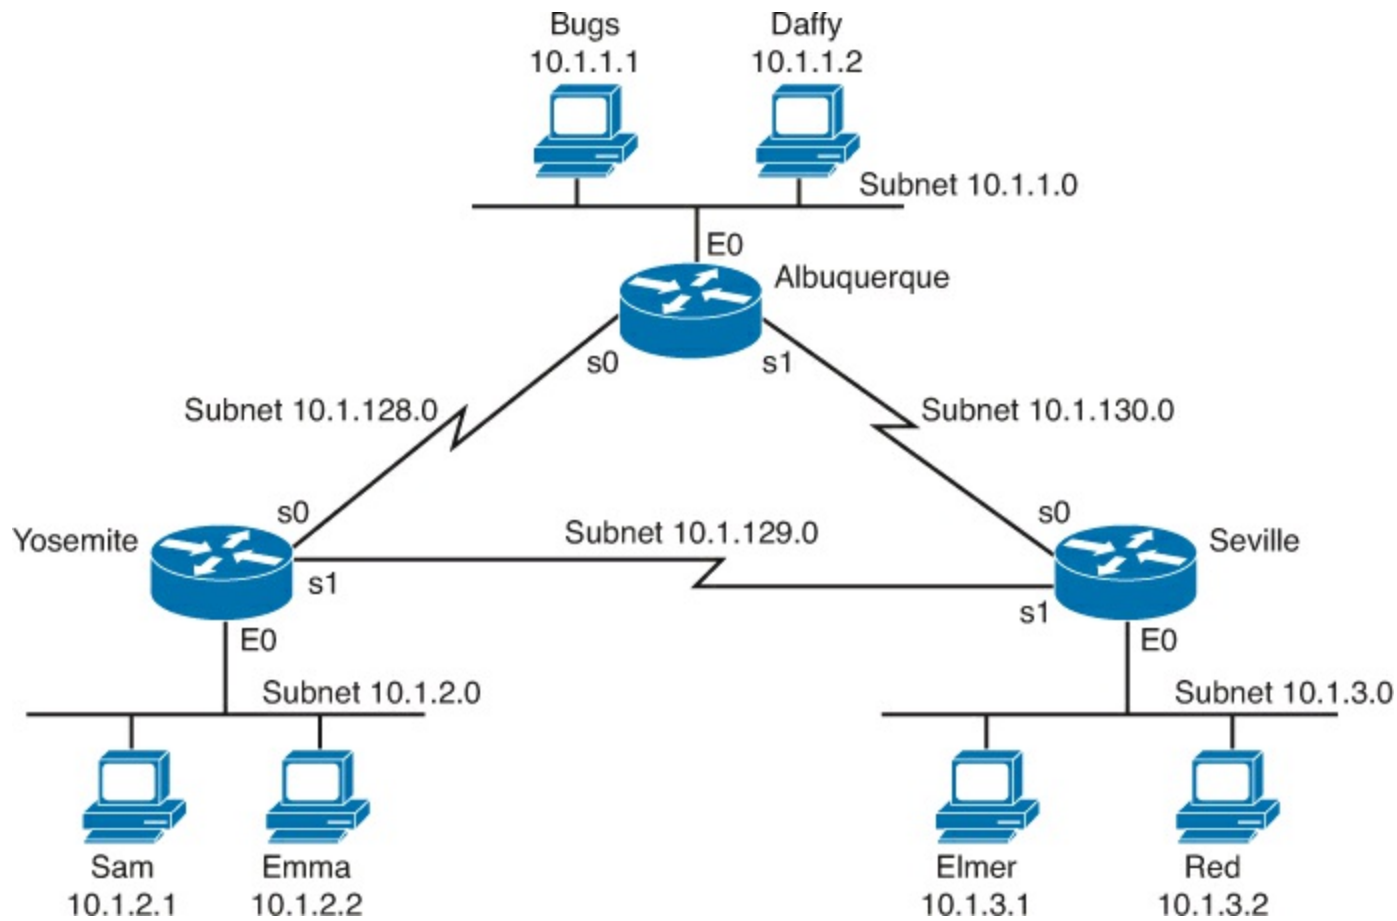 Bugs
10.1.1.1
Daffy
10.1.1.2
Subnet 10.1.1.0
E0
Albuquerque
s0
s1
Subnet 10.1.128.0
Subnet 10.1.130.0
s0
Yosemite
Subnet 10.1.129.0
s0
Seville
s1
s1
E0
E0
Subnet 10.1.2.0
Subnet 10.1.3.0
Sam
10.1.2.1
Emma
10.1.2.2
Elmer
10.1.3.1
Red
10.1.3.2